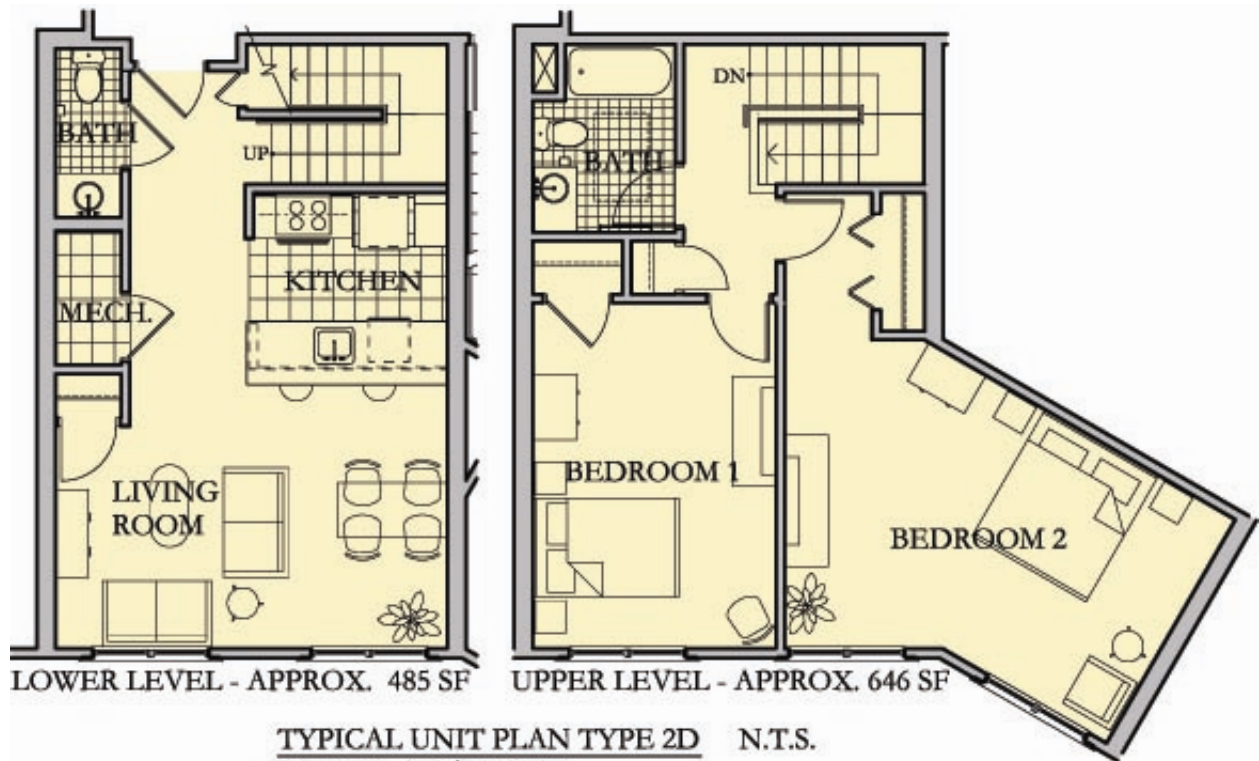 BATH
UP
KITCHEN
MECH.
LIVING
ROOM
LOWER LEVEL - APPROX. 485 SF
DN
BATH
BEDROOM 1
BEDROOM 2
UPPER LEVEL - APPROX. 646 SF
TYPICAL UNIT PLAN TYPE 2D N.T.S.